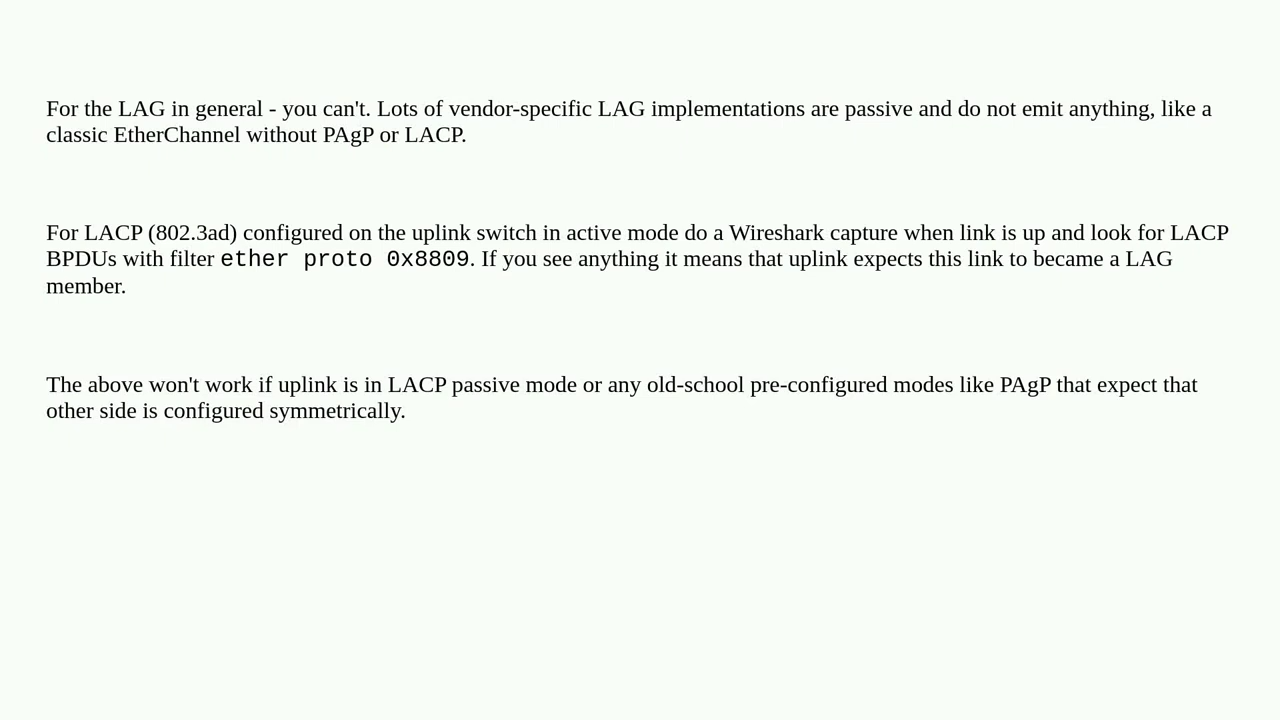 For the LAG in general - you can't. Lots of vendor-specific LAG implementations are passive and do not emit anything, like a
classic EtherChannel without PAgP or LACP.
For LACP (802.3ad) configured on the uplink switch in active mode do a Wireshark capture when link is up and look for LACP
BPDUs with filter ether proto 0x8809. If you see anything it means that uplink expects this link to became a LAG
member.
The above won't work if uplink is in LACP passive mode or any old-school pre-configured modes like PAgP that expect that
other side is configured symmetrically.